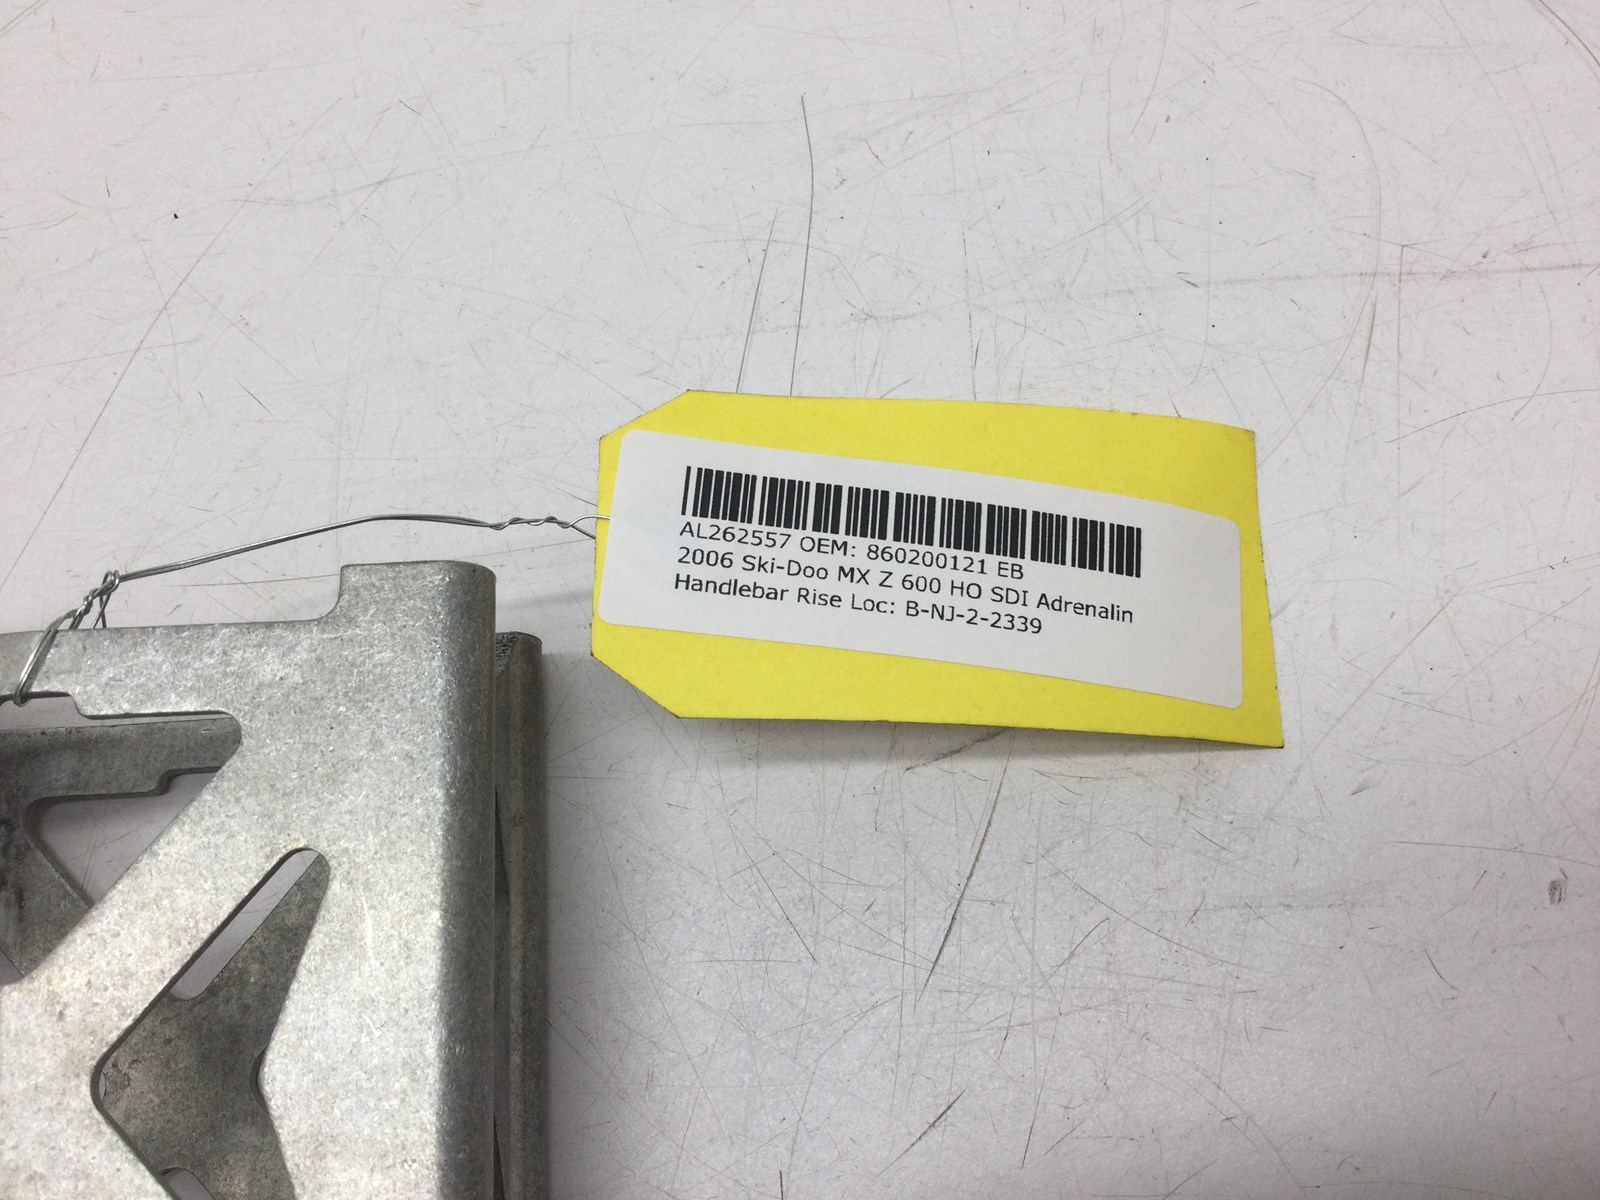 AL262557 OEM: 860200121 EB
2006 Ski-Doo MX Z 600 HO SDI Adrenalin
Handlebar Rise Loc: B-NJ-2-2339